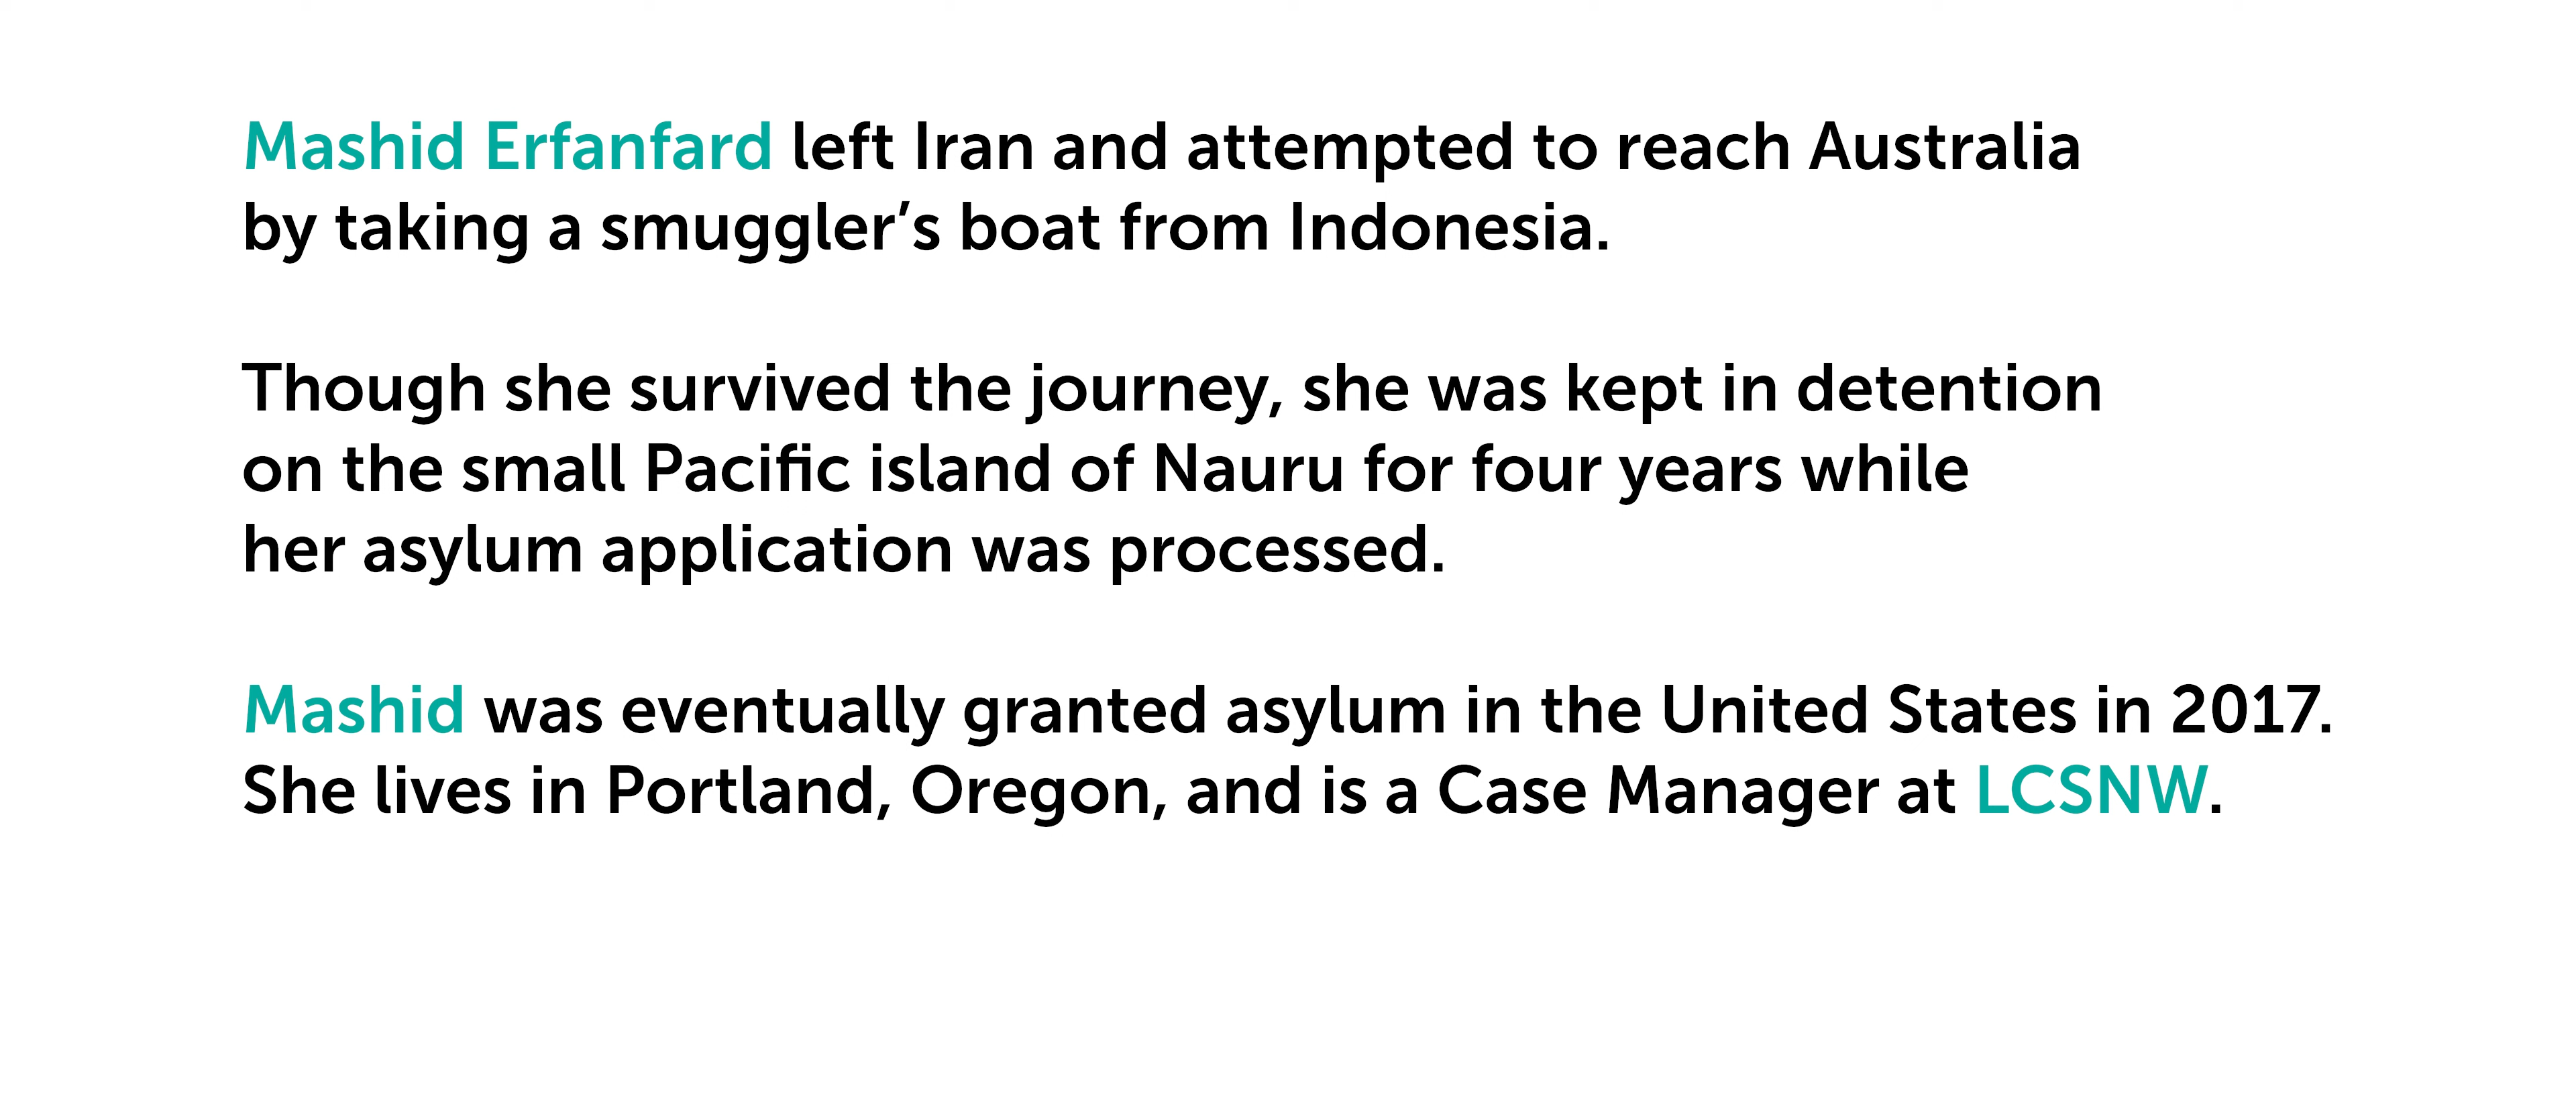 Mashid Erfanfard left Iran and attempted to reach Australia
by taking a smuggler’s boat from Indonesia.
Though she survived the journey, she was kept in detention
on the small Pacific island of Nauru for four years while
her asylum application was processed.
Mashid was eventually granted asylum in the United States in 2017.
She lives in Portland, Oregon, and is a Case Manager at LCSNW.